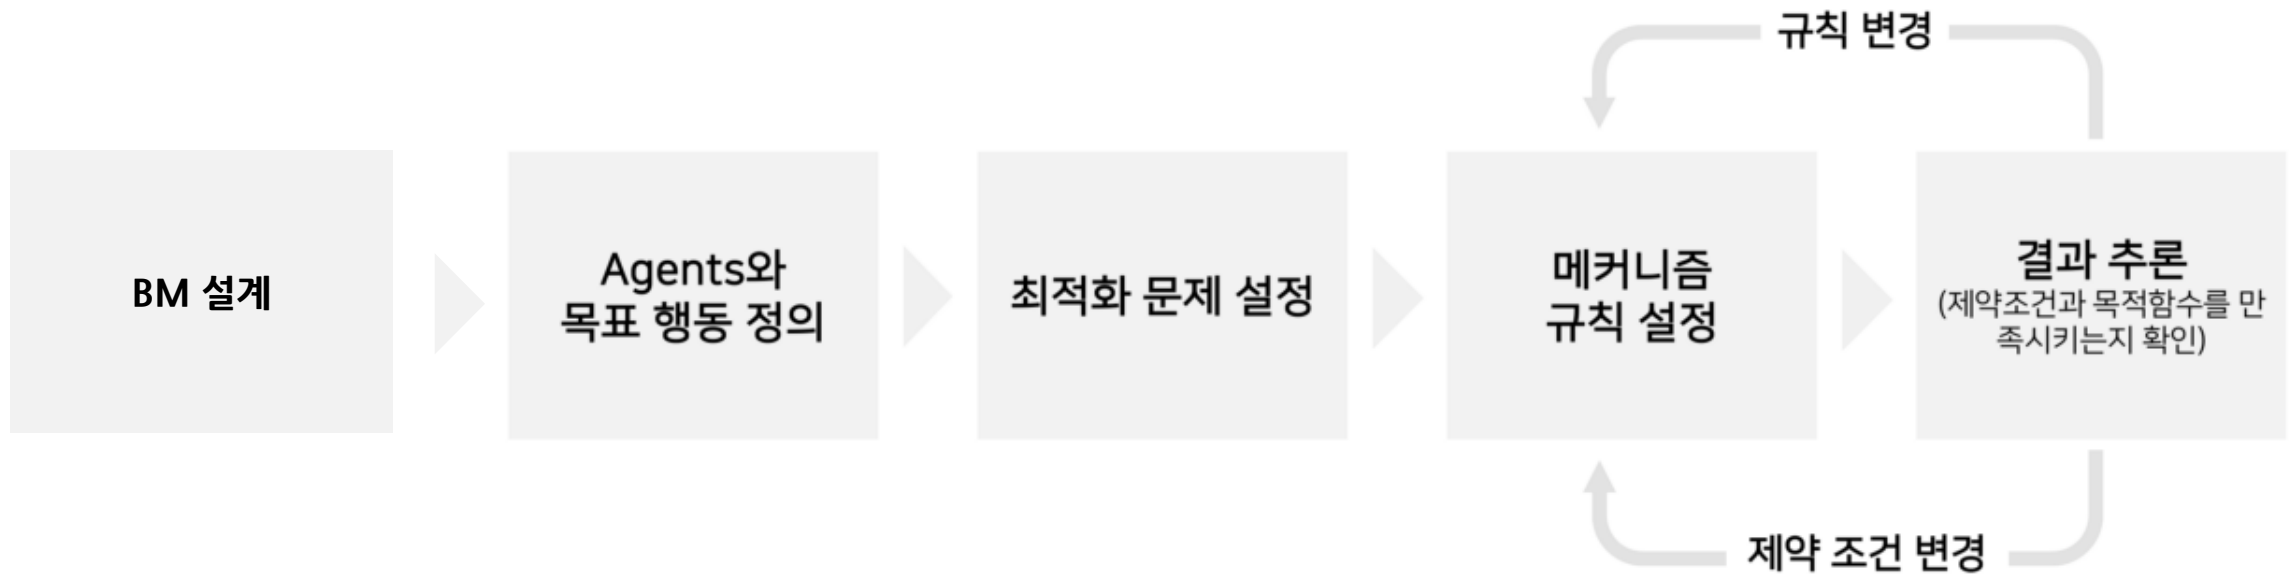 규칙 변경
BM 설계
Agents와
목표 행동 정의
최적화 문제 설정
메커니즘
규칙 설정
결과 추론
(제약조건과 목적함수를 만
족시키는지 확인)
제약 조건 변경